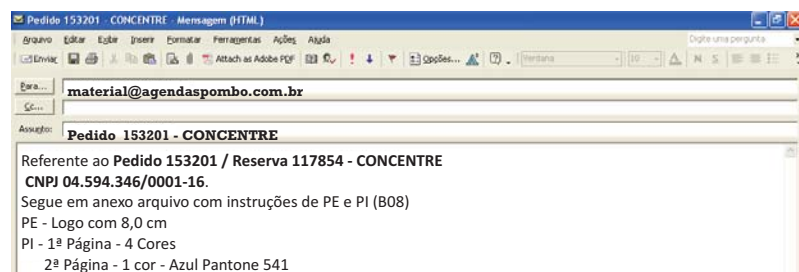 Pedido 153201 - CONCENTRE - Mensagem (HTML)
Arquivo Editar Exibir Inserir Formatar Ferramentas Ações Ajuda
Digite uma pergunta
Enviar Attach as Adobe PDF Opções... Verdana 10 A N S
Para... material@agendaspombo.com.br
Cc...
Assunto: Pedido 153201 - CONCENTRE
Referente ao Pedido 153201 / Reserva 117854 - CONCENTRE
CNPJ 04.594.346/0001-16.
Segue em anexo arquivo com instruções de PE e PI (B08)
PE - Logo com 8,0 cm
PI - 1ª Página - 4 Cores
2ª Página - 1 cor - Azul Pantone 541